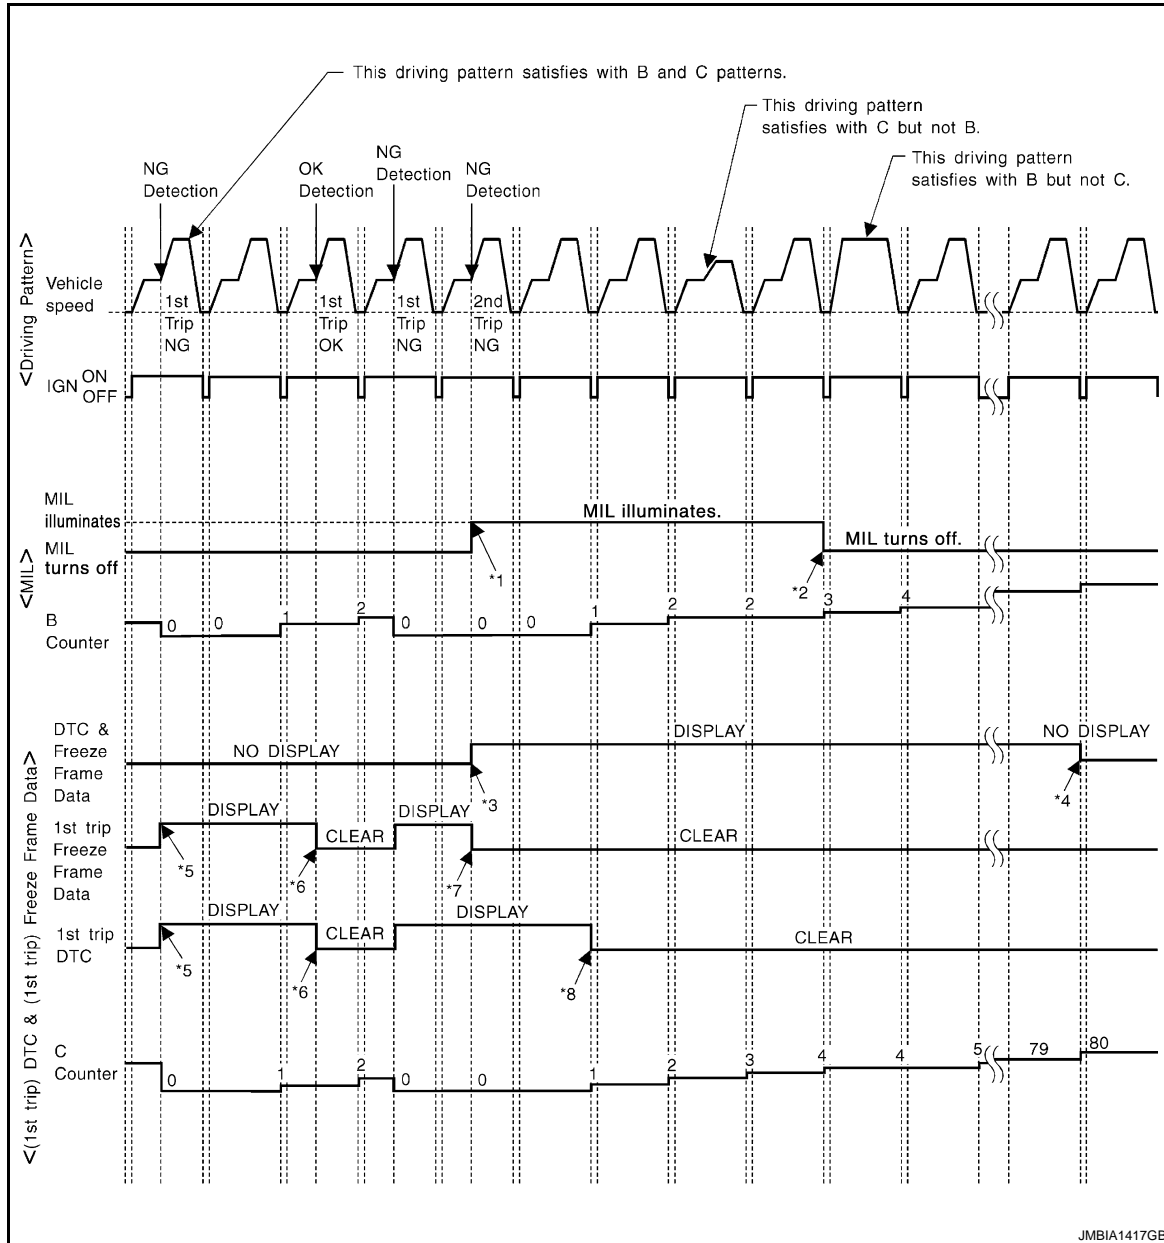 This driving pattern satisfies with B and C patterns.
This driving pattern
satisfies with C but not B.
This driving pattern
satisfies with B but not C.
NG
Detection
OK
Detection
NG
Detection
NG
Detection
<Driving Pattern>
Vehicle
speed
1st
Trip
NG
1st
Trip
OK
1st
Trip
NG
2nd
Trip
NG
IGN ON
OFF
<MIL>
MIL
illuminates
MIL
turns off
MIL illuminates.
MIL turns off.
*1
*2
B
Counter
0 0 1 2 0 0 0 1 2 2 3 4
<(1st trip) DTC & (1st trip) Freeze Frame Data>
DTC &
Freeze
Frame
Data
NO DISPLAY
DISPLAY
NO DISPLAY
*3
*4
1st trip
Freeze
Frame
Data
DISPLAY
CLEAR
DISPLAY
CLEAR
*5
*6
*7
1st trip
DTC
DISPLAY
CLEAR
DISPLAY
CLEAR
*5
*6
*8
C
Counter
0 1 2 0 0 1 2 3 4 4 5 79 80
JMBIA1417GB